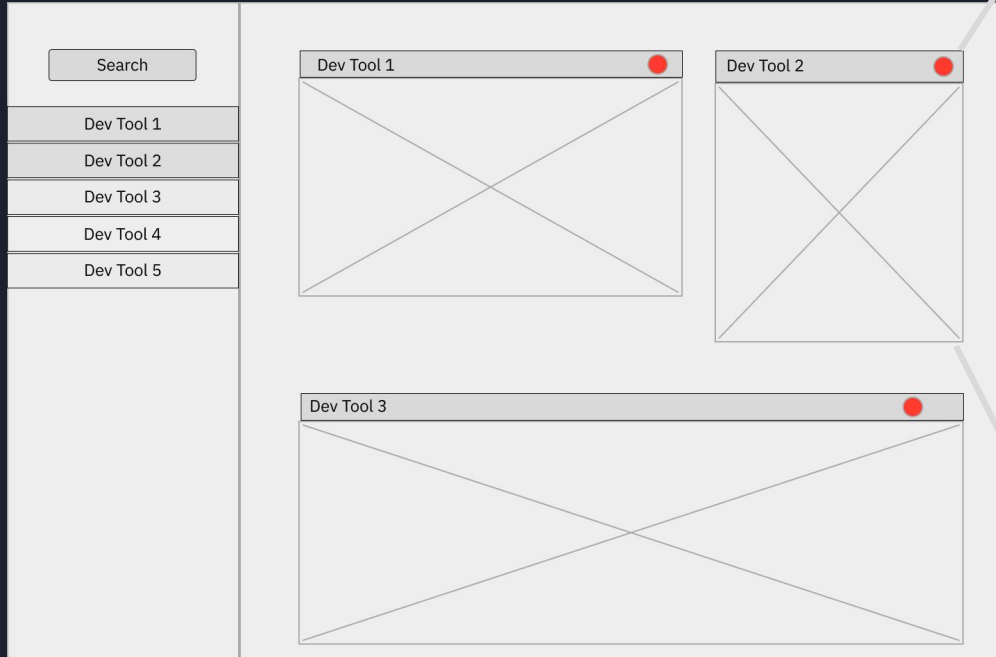 Search
Dev Tool 1
Dev Tool 2
Dev Tool 3
Dev Tool 4
Dev Tool 5
Dev Tool 1
Dev Tool 2
Dev Tool 3